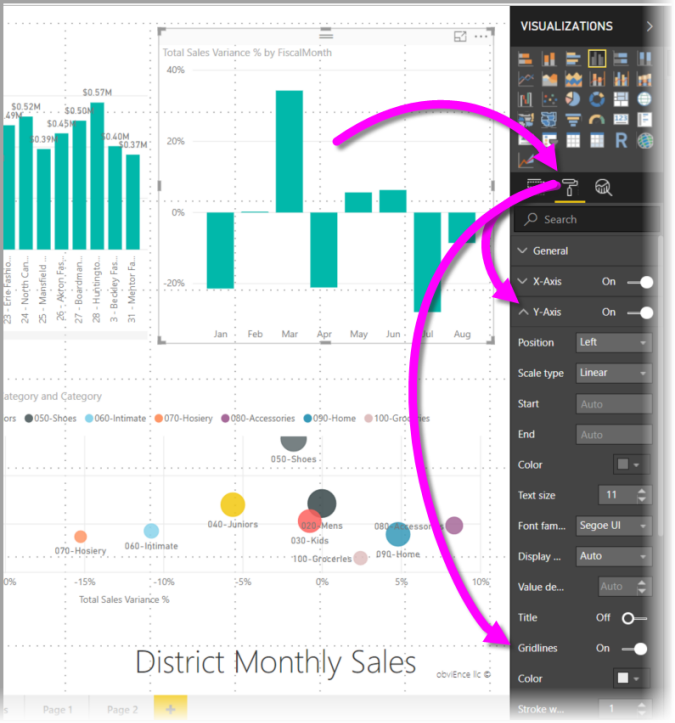 VISUALIZATIONS
Total Sales Variance % by FiscalMonth
40%
20%
0%
-20%
Jan Feb Mar Apr May Jun Jul Aug
.49M
$0.52M
$0.39M
$0.45M
$0.50M
$0.57M
$0.40M
$0.37M
23 - Erie Fashio...
24 - North Can...
25 - Mansfield ...
26 - Akron Fas...
27 - Boardman...
28 - Huntingto...
3 - Beckley Fas...
31 - Mentor Fa...
ategory and Category
ors 050-Shoes 060-Intimate 070-Hosiery 080-Accessories 090-Home 100-Groceries
050-Shoes
040-Juniors
020-Mens
080-Accessories
030-Kids
070-Hosiery
060-Intimate
100-Groceries
090-Home
0% -15% -10% -5% 0% 5% 10%
Total Sales Variance %
District Monthly Sales
obviEnce llc ©
s Page 1 Page 2 +
R
Search
General
X-Axis On
Y-Axis On
Position Left
Scale type Linear
Start Auto
End Auto
Color
Text size 11
Font fam... Segoe UI
Display ... Auto
Value de... Auto
Title Off
Gridlines On
Color
Stroke w... 1